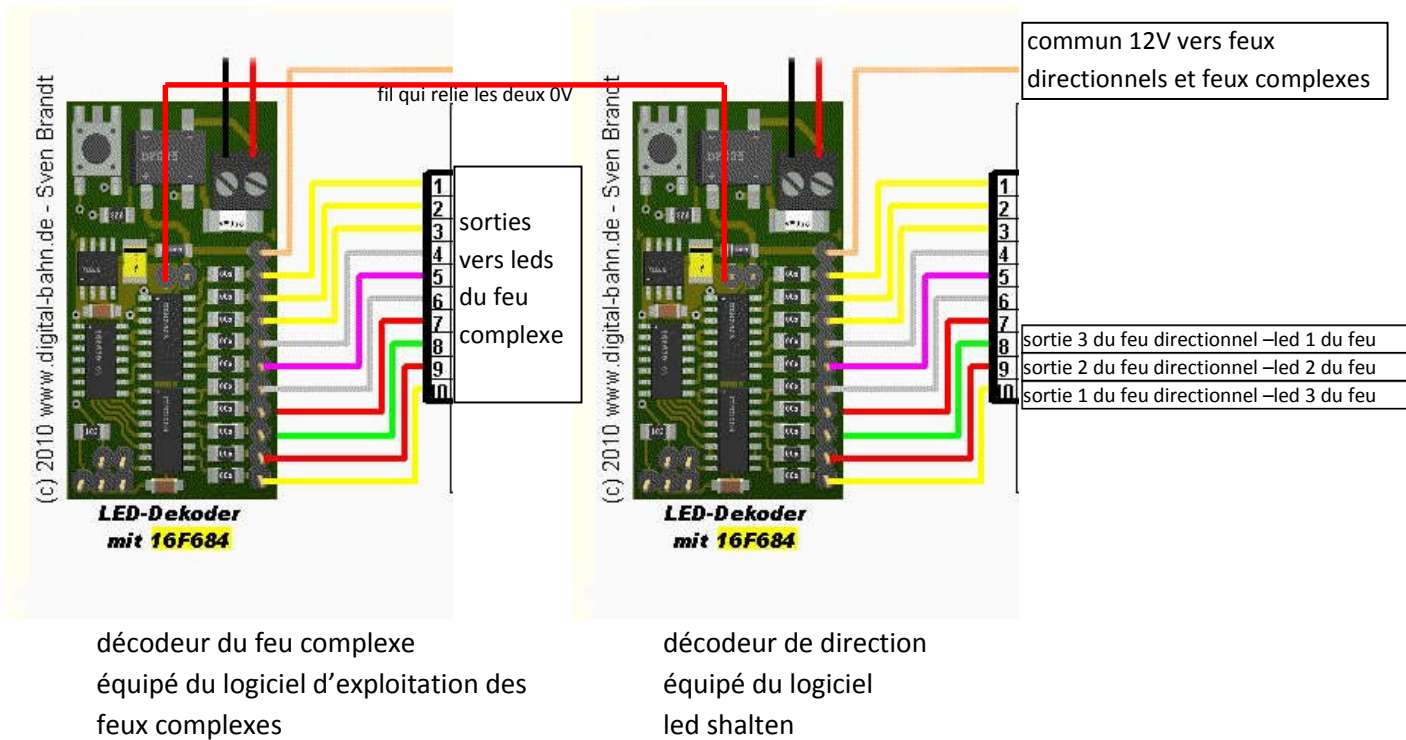 commun 12V vers feux
directionnels et feux complexes
fil qui relie les deux 0V
(c) 2010 www.digital-bahn.de - Sven Brandt
1
2
3
4
5
6
7
8
9
10
sorties
vers leds
du feu
complexe
LED-Dekoder
mit 16F684
(c) 2010 www.digital-bahn.de - Sven Brandt
1
2
3
4
5
6
7
8
9
10
sortie 3 du feu directionnel –led 1 du feu
sortie 2 du feu directionnel –led 2 du feu
sortie 1 du feu directionnel –led 3 du feu
LED-Dekoder
mit 16F684
décodeur du feu complexe
équipé du logiciel d’exploitation des
feux complexes
décodeur de direction
équipé du logiciel
led shalten